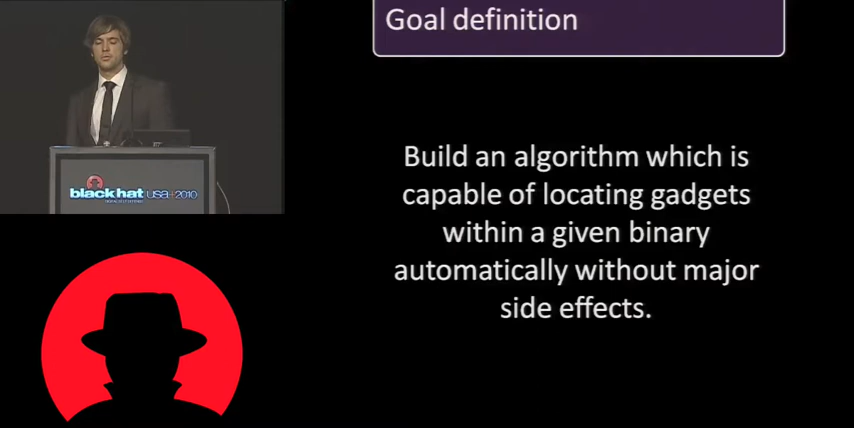 Goal definition
Build an algorithm which is
capable of locating gadgets
within a given binary
automatically without major
side effects.
black hat USA+2010